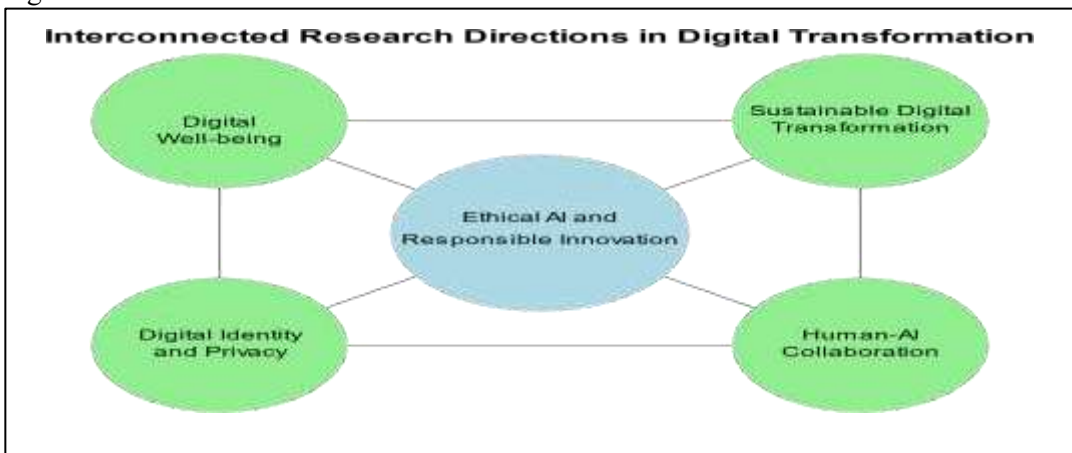 Interconnected Research Directions in Digital Transformation
Digital
Well-being
Sustainable Digital
Transformation
Ethical AI and
Responsible Innovation
Digital Identity
and Privacy
Human-AI
Collaboration